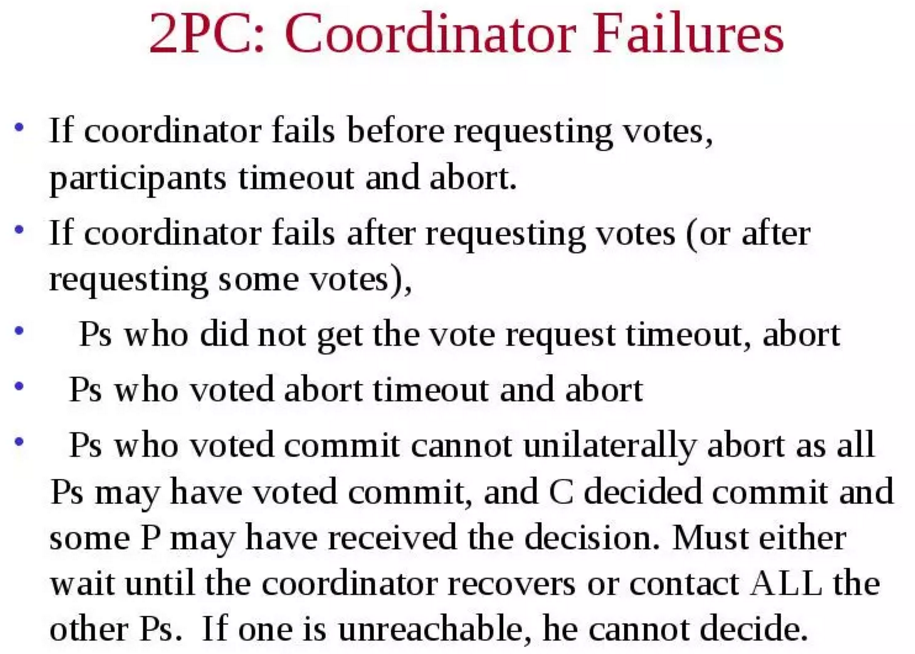 2PC: Coordinator Failures
• If coordinator fails before requesting votes,
participants timeout and abort.
• If coordinator fails after requesting votes (or after
requesting some votes),
• Ps who did not get the vote request timeout, abort
• Ps who voted abort timeout and abort
• Ps who voted commit cannot unilaterally abort as all
Ps may have voted commit, and C decided commit and
some P may have received the decision. Must either
wait until the coordinator recovers or contact ALL the
other Ps. If one is unreachable, he cannot decide.